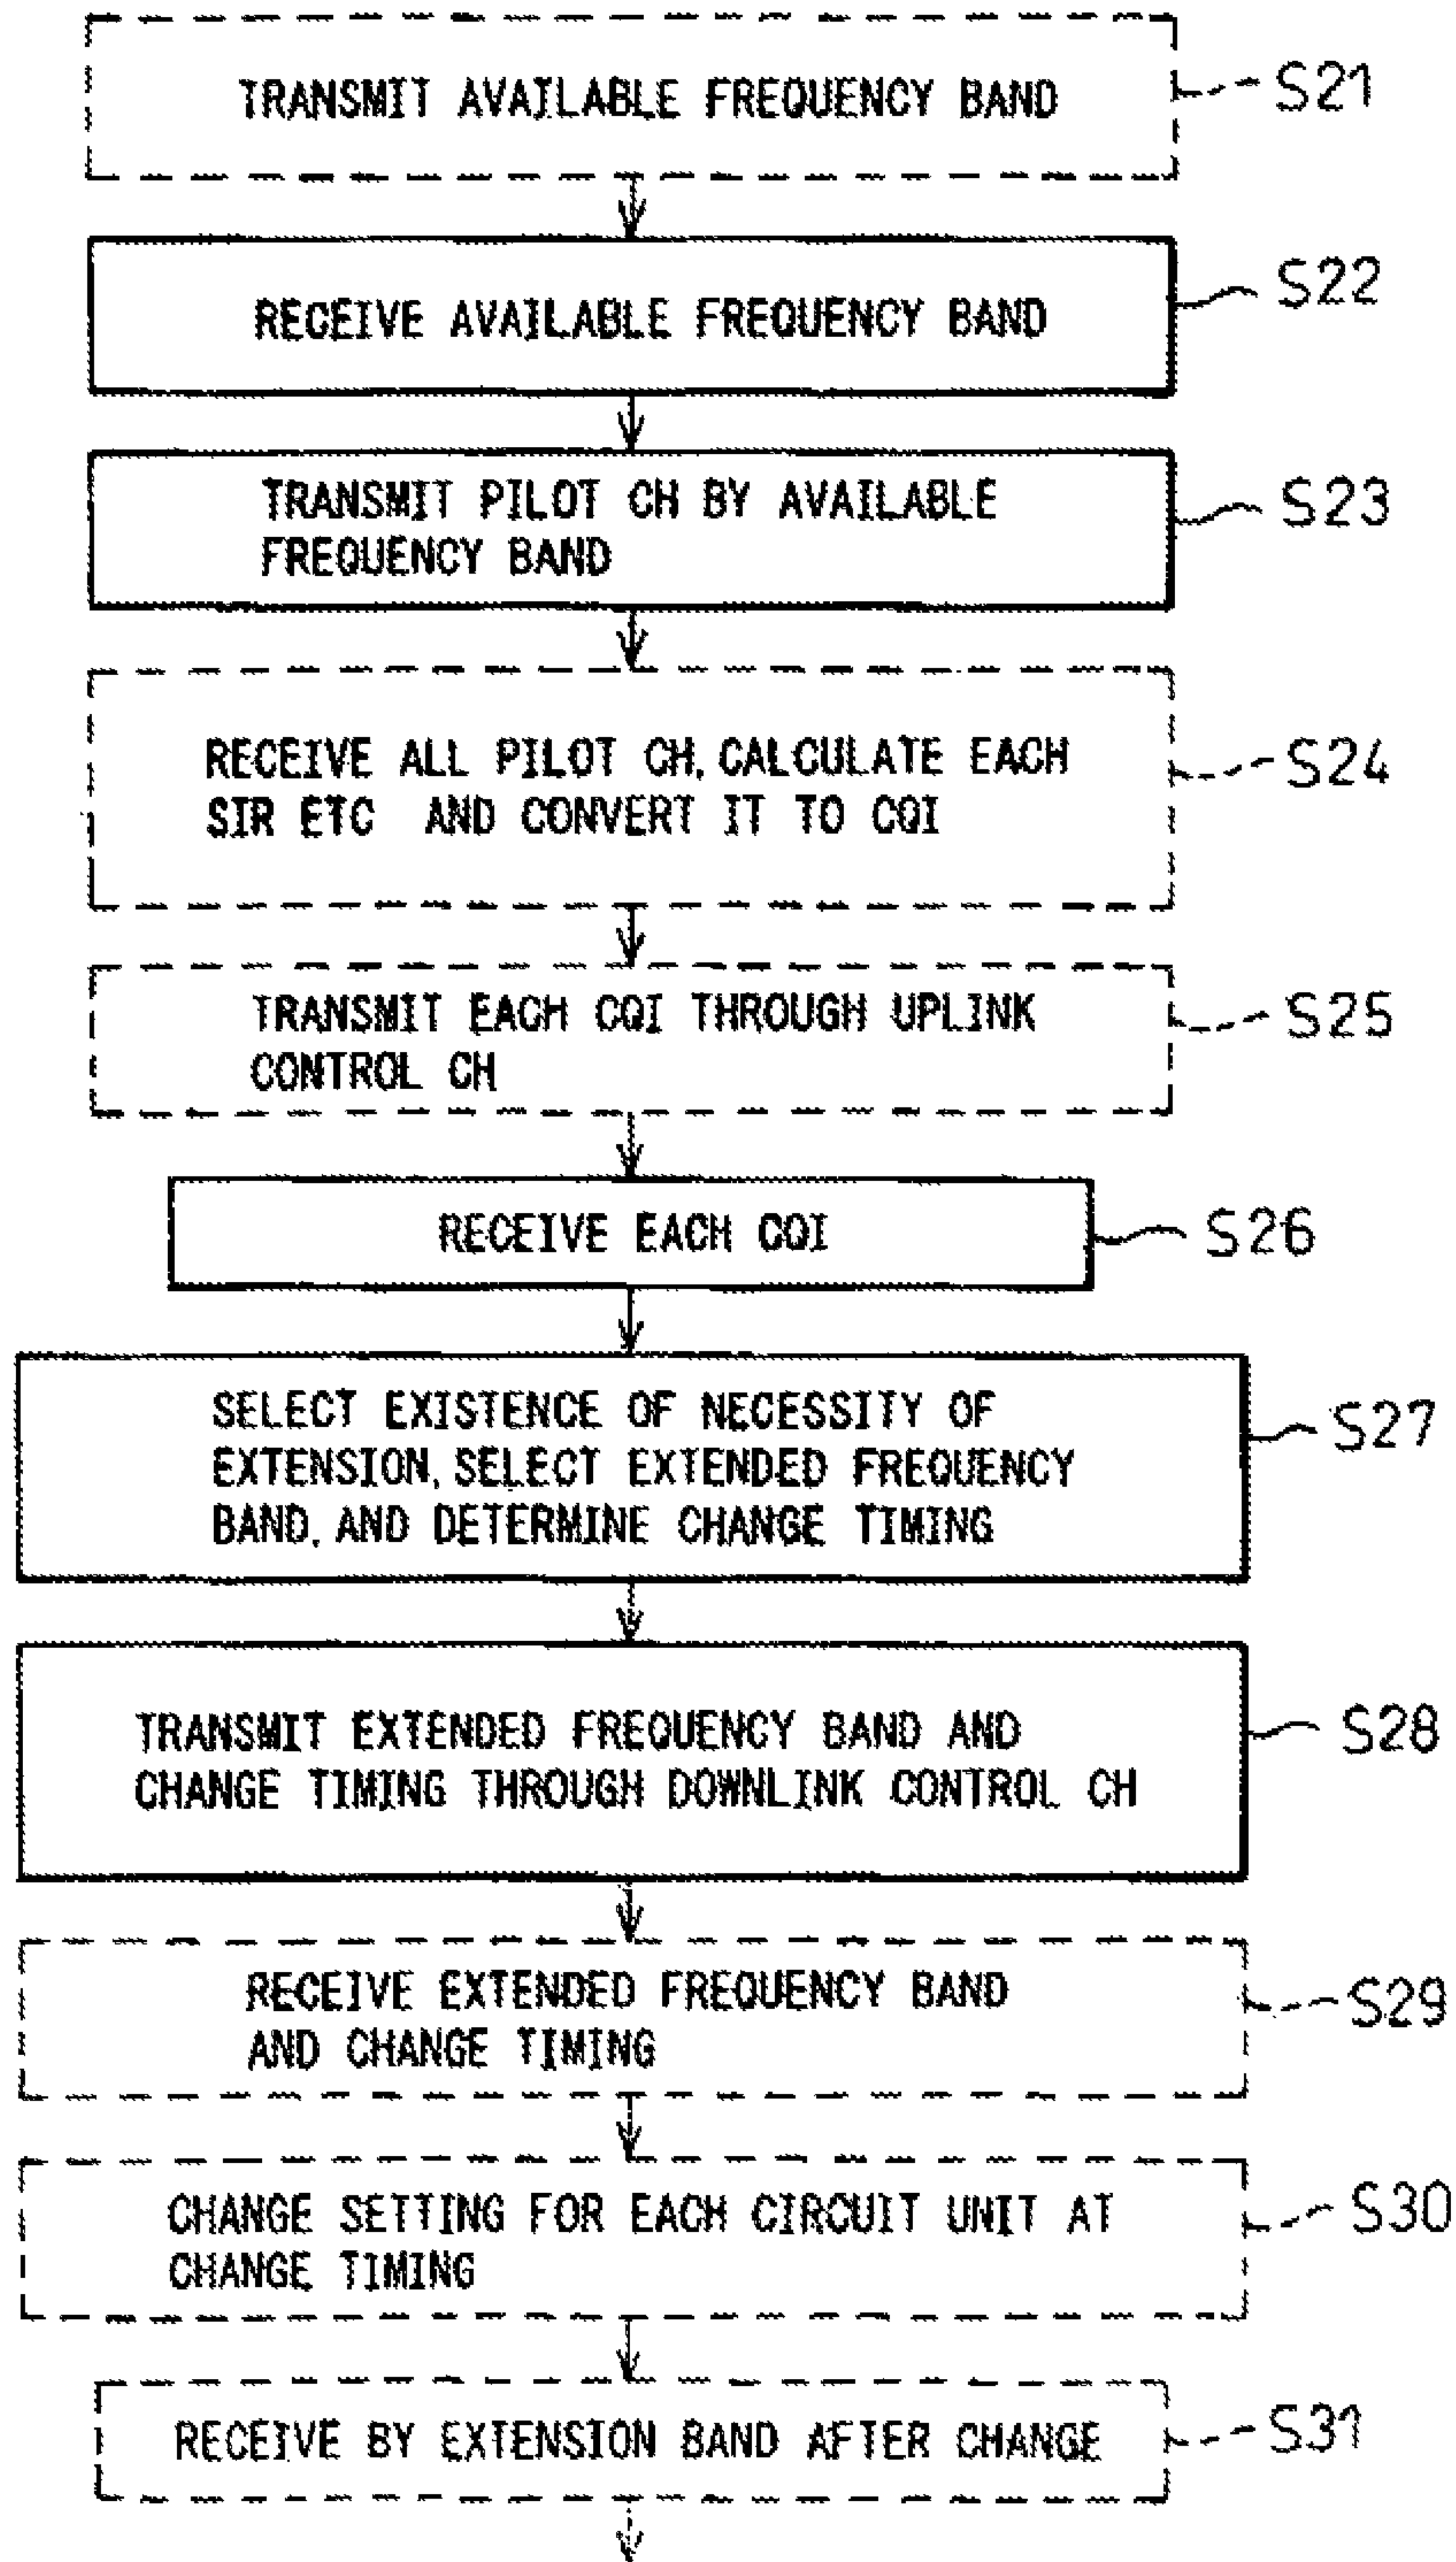 TRANSMIT AVAILABLE FREQUENCY BAND
S21
RECEIVE AVAILABLE FREQUENCY BAND
S22
TRANSMIT PILOT CH BY AVAILABLE
FREQUENCY BAND
S23
RECEIVE ALL PILOT CH, CALCULATE EACH
SIR ETC AND CONVERT IT TO CQI
S24
TRANSMIT EACH CQI THROUGH UPLINK
CONTROL CH
S25
RECEIVE EACH CQI
S26
SELECT EXISTENCE OF NECESSITY OF
EXTENSION, SELECT EXTENDED FREQUENCY
BAND, AND DETERMINE CHANGE TIMING
S27
TRANSMIT EXTENDED FREQUENCY BAND AND
CHANGE TIMING THROUGH DOWNLINK CONTROL CH
S28
RECEIVE EXTENDED FREQUENCY BAND
AND CHANGE TIMING
S29
CHANGE SETTING FOR EACH CIRCUIT UNIT AT
CHANGE TIMING
S30
RECEIVE BY EXTENSION BAND AFTER CHANGE
S31